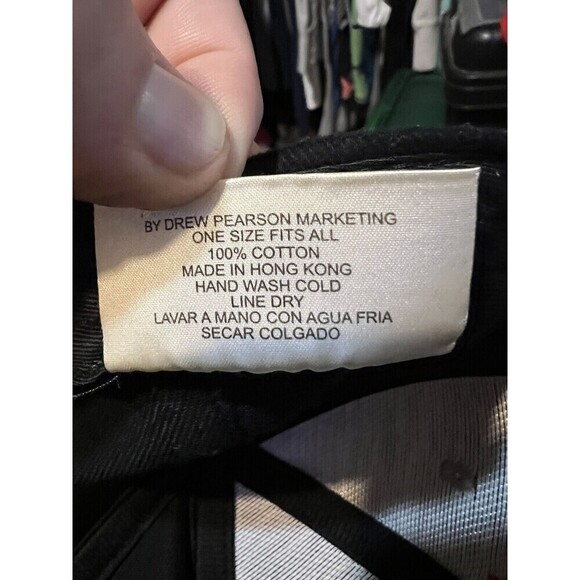 BY DREW PEARSON MARKETING
ONE SIZE FITS ALL
100% COTTON
MADE IN HONG KONG
HAND WASH COLD
LINE DRY
LAVAR A MANO CON AGUA FRIA
SECAR COLGADO